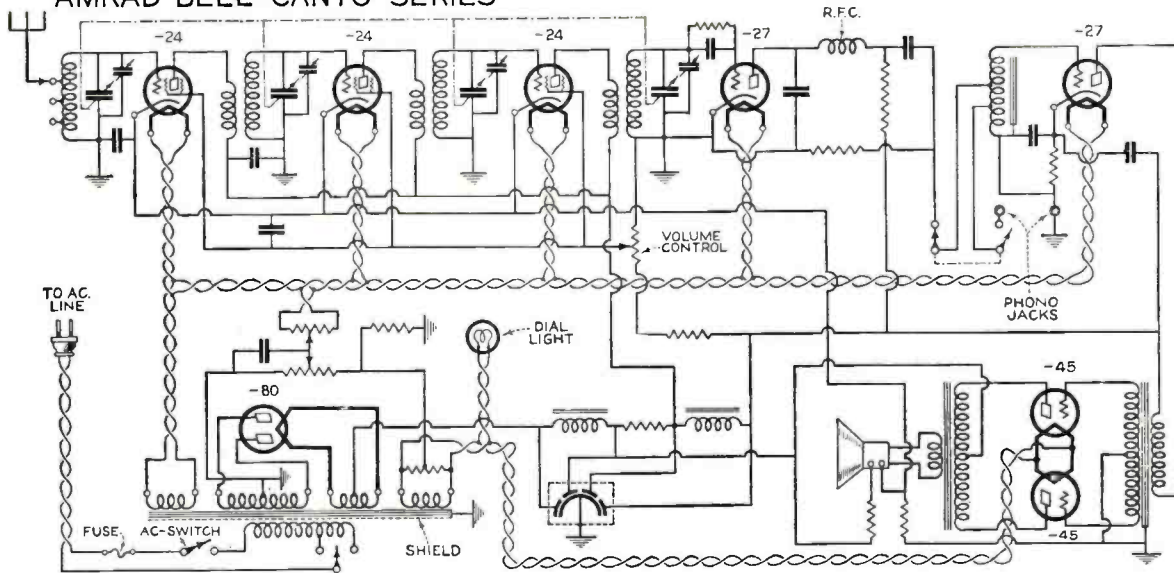 AMRAD BELL CANTO SERIES
-24
-24
-24
-27
R.F.C.
-27
VOLUME
CONTROL
TO AC.
LINE
PHONO
JACKS
DIAL
LIGHT
-80
-45
-45
FUSE
AC-SWITCH
SHIELD